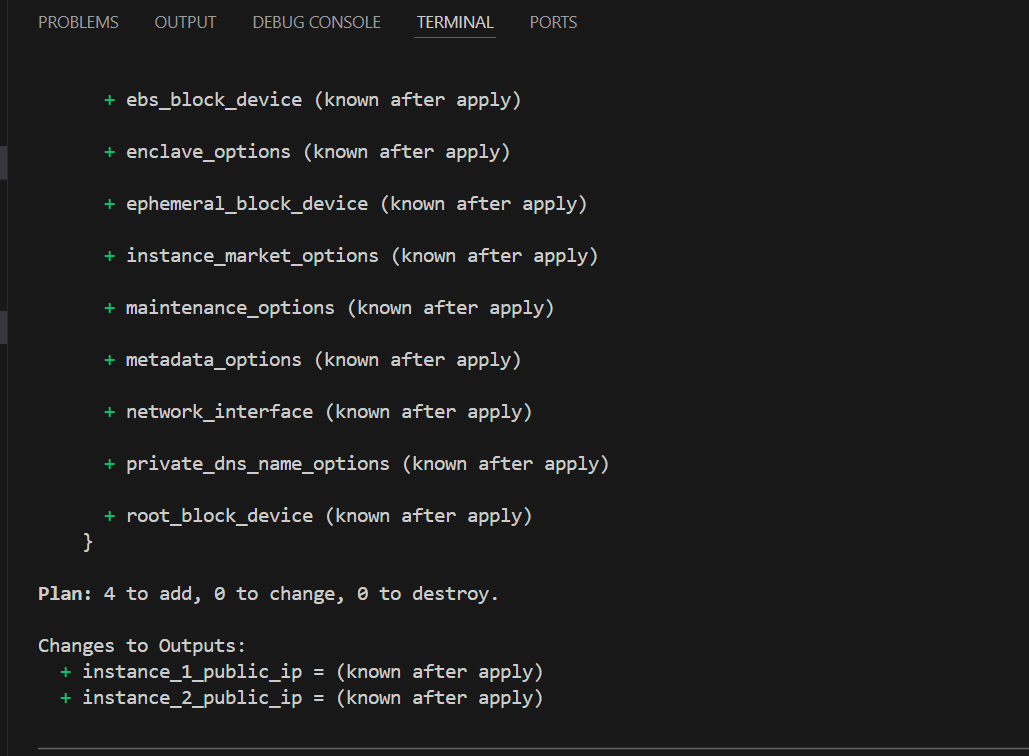 PROBLEMS OUTPUT DEBUG CONSOLE TERMINAL PORTS
+ ebs_block_device (known after apply)
+ enclave_options (known after apply)
+ ephemeral_block_device (known after apply)
+ instance_market_options (known after apply)
+ maintenance_options (known after apply)
+ metadata_options (known after apply)
+ network_interface (known after apply)
+ private_dns_name_options (known after apply)
+ root_block_device (known after apply)
}
Plan: 4 to add, 0 to change, 0 to destroy.
Changes to Outputs:
+ instance_1_public_ip = (known after apply)
+ instance_2_public_ip = (known after apply)